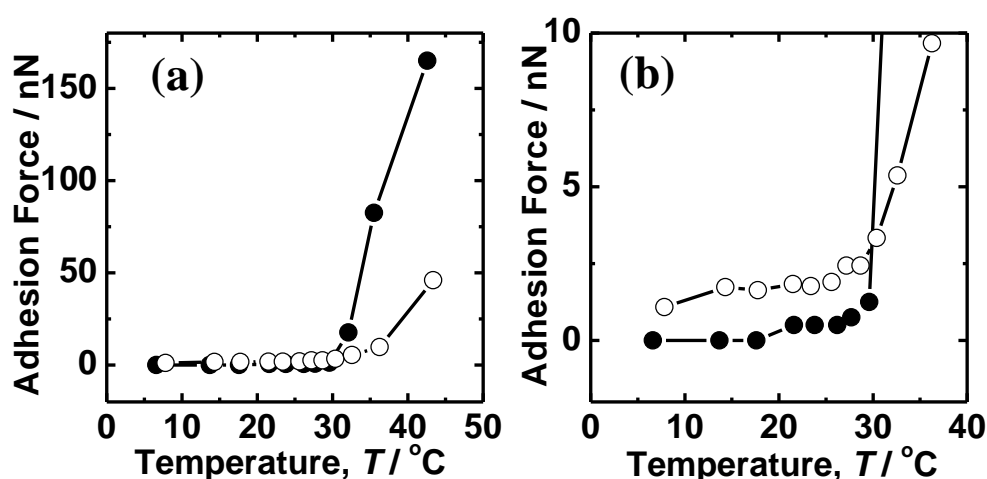 (a)
Adhesion Force / nN
150
100
50
0
0 10 20 30 40 50
Temperature, T / °C
(b)
Adhesion Force / nN
10
5
0
0 10 20 30 40
Temperature, T / °C